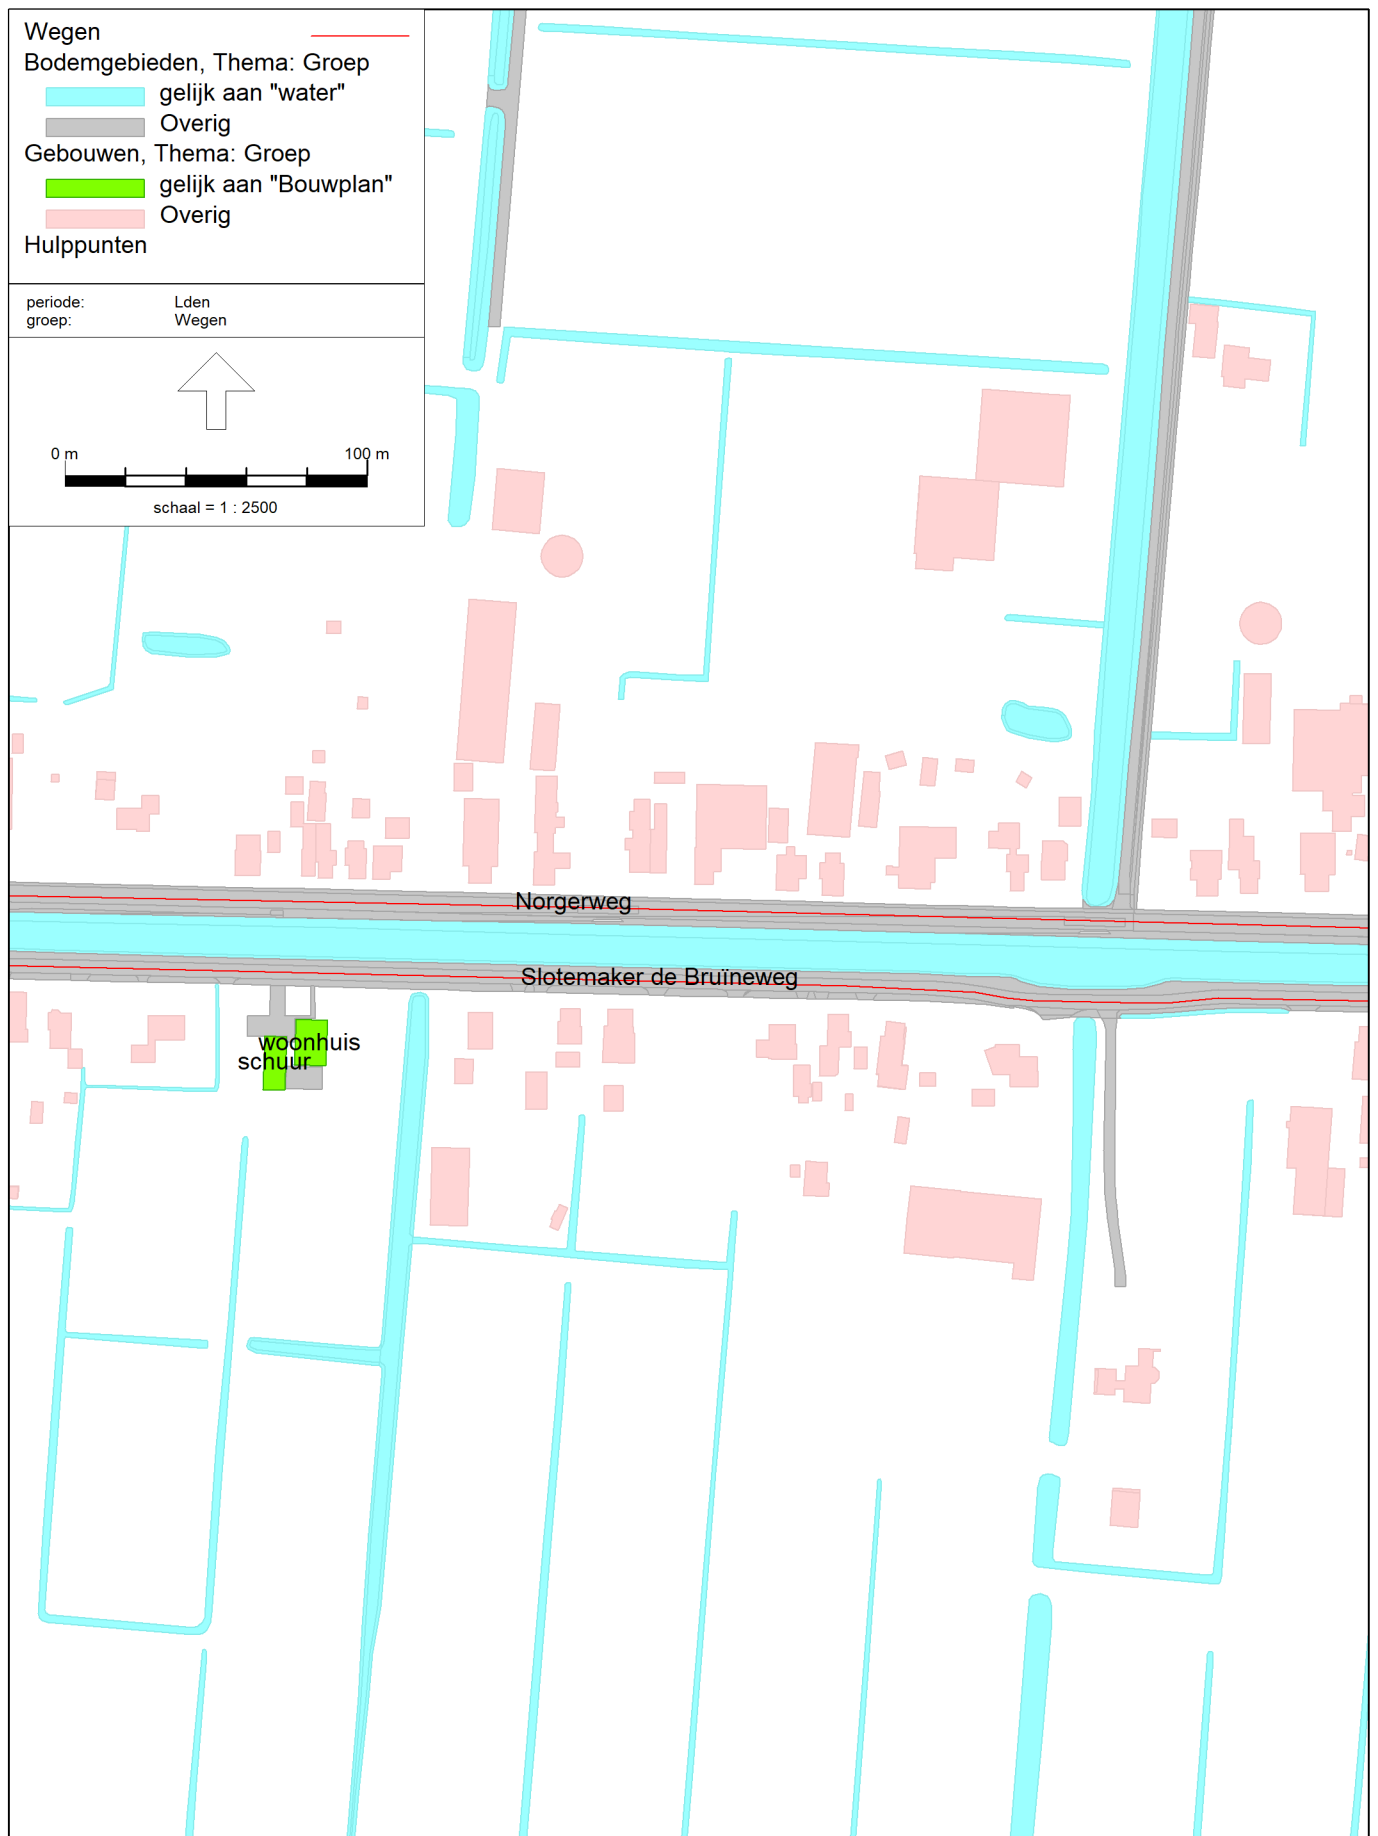 Wegen
Bodemgebieden, Thema: Groep
gelijk aan "water"
Overig
Gebouwen, Thema: Groep
gelijk aan "Bouwplan"
Overig
Hulppunten
periode: Lden
groep: Wegen
0 m 100 m
schaal = 1 : 2500
Norgerweg
Slotemaker de Bruïneweg
woonhuis
schuur